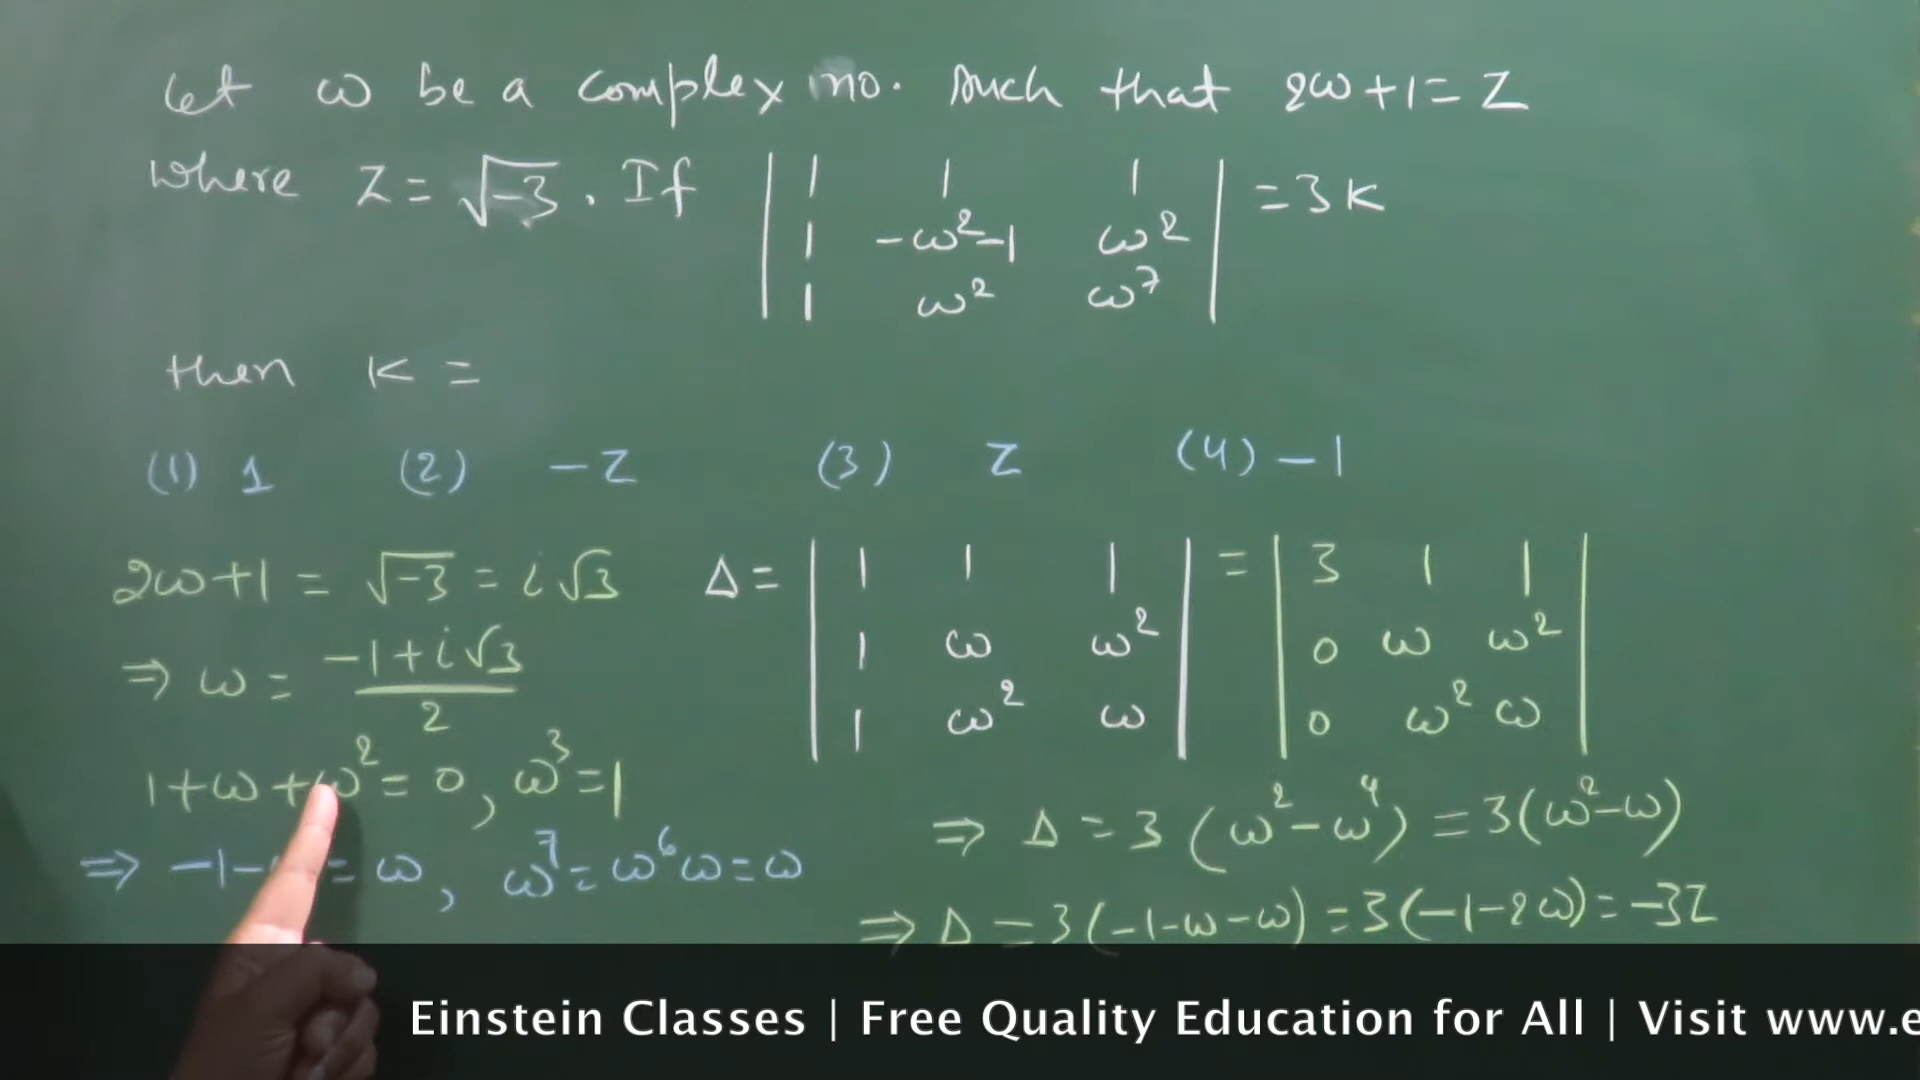 Let ω be a complex no. such that 2ω+1=Z
where Z = √-3 . If | 1 1 1 | = 3K
| 1 -ω²-1 ω² |
| 1 ω² ω⁷ |
then K =
(1) 1 (2) -Z (3) Z (4) -1
2ω+1 = √-3 = i√3
⇒ ω = (-1+i√3)/2
1+ω+ω² = 0, ω³=1
⇒ -1- = ω, ω⁷=ω⁶ω=ω
Δ = | 1 1 1 | = | 3 1 1 |
| 1 ω ω² | | 0 ω ω² |
| 1 ω² ω | | 0 ω² ω |
⇒ Δ = 3(ω²-ω⁴) = 3(ω²-ω)
⇒ Δ = 3(-1-ω-ω) = 3(-1-2ω) = -3Z
Einstein Classes | Free Quality Education for All | Visit www.e